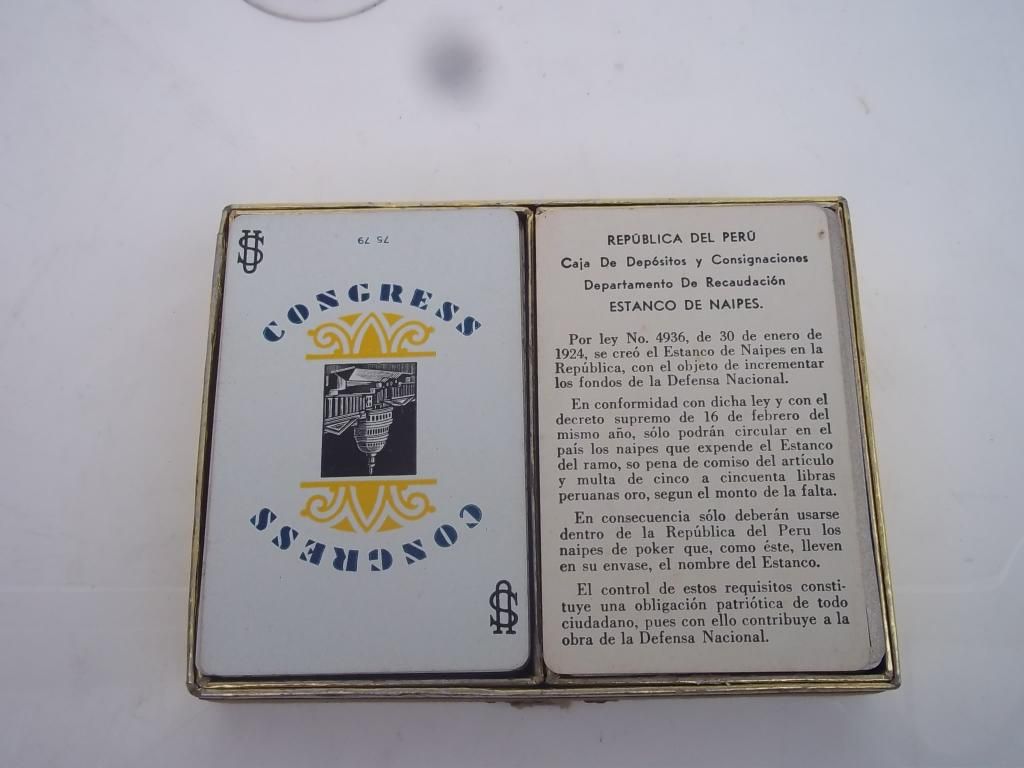 US
75 79
CONGRESS
CONGRESS
US
REPÚBLICA DEL PERÚ
Caja De Depósitos y Consignaciones
Departamento De Recaudación
ESTANCO DE NAIPES.
Por ley No. 4936, de 30 de enero de
1924, se creó el Estanco de Naipes en la
República, con el objeto de incrementar
los fondos de la Defensa Nacional.
En conformidad con dicha ley y con el
decreto supremo de 16 de febrero del
mismo año, sólo podrán circular en el
país los naipes que expende el Estanco
del ramo, so pena de comiso del artículo
y multa de cinco a cincuenta libras
peruanas oro, segun el monto de la falta.
En consecuencia sólo deberán usarse
dentro de la República del Peru los
naipes de poker que, como éste, lleven
en su envase, el nombre del Estanco.
El control de estos requisitos consti-
tuye una obligación patriótica de todo
ciudadano, pues con ello contribuye a la
obra de la Defensa Nacional.